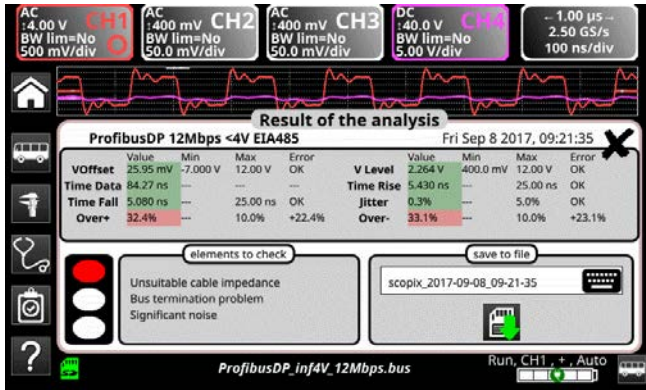 AC
↕4.00 V CH1
BW lim=No
500 mV/div
AC
↕400 mV CH2
BW lim=No
50.0 mV/div
AC
↕400 mV CH3
BW lim=No
50.0 mV/div
DC
↕40.0 V CH4
BW lim=No
5.00 V/div
←1.00 µs→
2.50 GS/s
100 ns/div
Result of the analysis
ProfibusDP 12Mbps <4V EIA485 Fri Sep 8 2017, 09:21:35
Value Min Max Error Value Min Max Error
VOffset 25.95 mV -7.000 V 12.00 V OK V Level 2.264 V 400.0 mV 12.00 V OK
Time Data 84.27 ns --- --- --- Time Rise 5.430 ns --- 25.00 ns OK
Time Fall 5.080 ns --- 25.00 ns OK Jitter 0.3% --- 5.0% OK
Over+ 32.4% --- 10.0% +22.4% Over- 33.1% --- 10.0% +23.1%
elements to check
Unsuitable cable impedance
Bus termination problem
Significant noise
save to file
scopix_2017-09-08_09-21-35
?
ProfibusDP_inf4V_12Mbps.bus
Run, CH1 , + , Auto